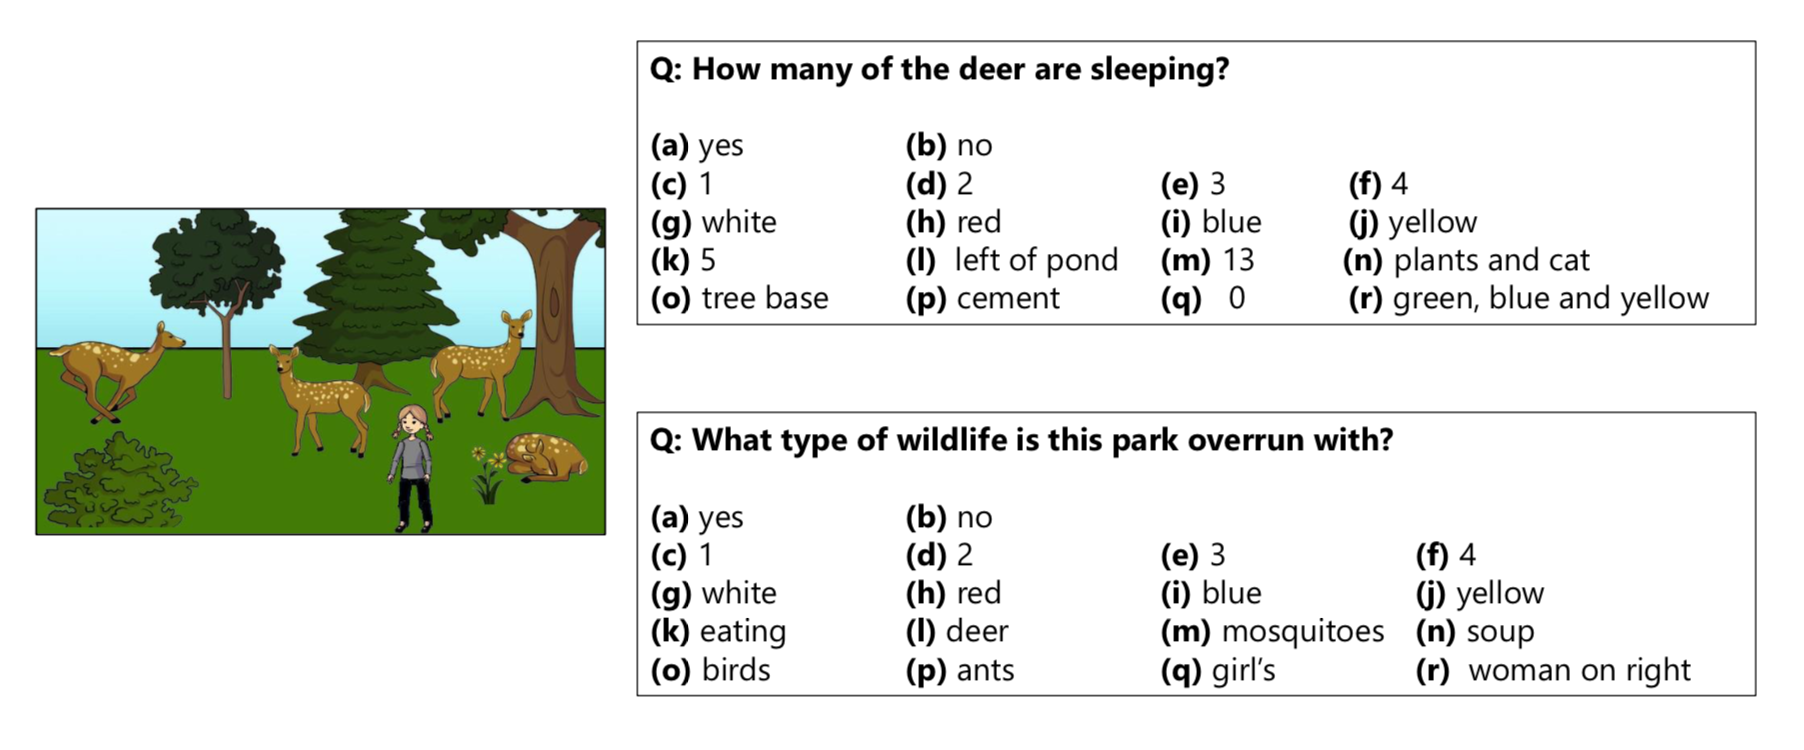 Q: How many of the deer are sleeping?
(a) yes (b) no
(c) 1 (d) 2 (e) 3 (f) 4
(g) white (h) red (i) blue (j) yellow
(k) 5 (l) left of pond (m) 13 (n) plants and cat
(o) tree base (p) cement (q) 0 (r) green, blue and yellow
Q: What type of wildlife is this park overrun with?
(a) yes (b) no
(c) 1 (d) 2 (e) 3 (f) 4
(g) white (h) red (i) blue (j) yellow
(k) eating (l) deer (m) mosquitoes (n) soup
(o) birds (p) ants (q) girl’s (r) woman on right